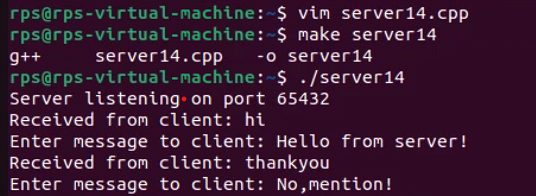 rps@rps-virtual-machine:~$ vim server14.cpp
rps@rps-virtual-machine:~$ make server14
g++     server14.cpp   -o server14
rps@rps-virtual-machine:~$ ./server14
Server listening on port 65432
Received from client: hi
Enter message to client: Hello from server!
Received from client: thankyou
Enter message to client: No,mention!